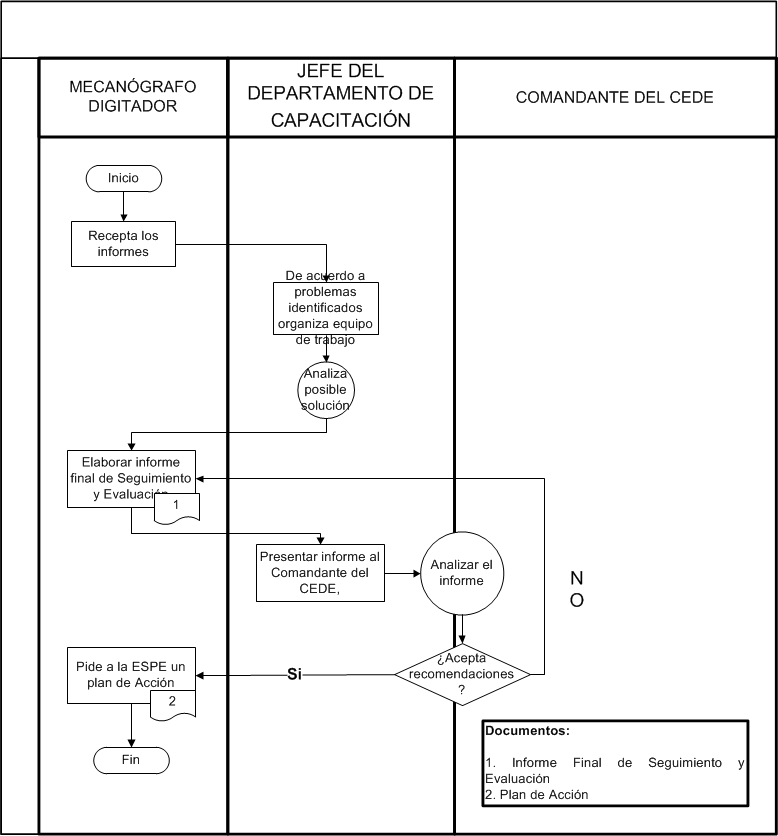 MECANÓGRAFO
DIGITADOR
JEFE DEL
DEPARTAMENTO DE
CAPACITACIÓN
COMANDANTE DEL CEDE
Inicio
Recepta los
informes
De acuerdo a
problemas
identificados
organiza equipo
de trabajo
Analiza
posible
solución
Elaborar informe
final de Seguimiento
y Evaluación
1
Presentar informe al
Comandante del
CEDE,
Analizar el
informe
N
O
¿Acepta
recomendaciones
?
Si
Pide a la ESPE un
plan de Acción
2
Fin
Documentos:
1. Informe Final de Seguimiento y
Evaluación
2. Plan de Acción